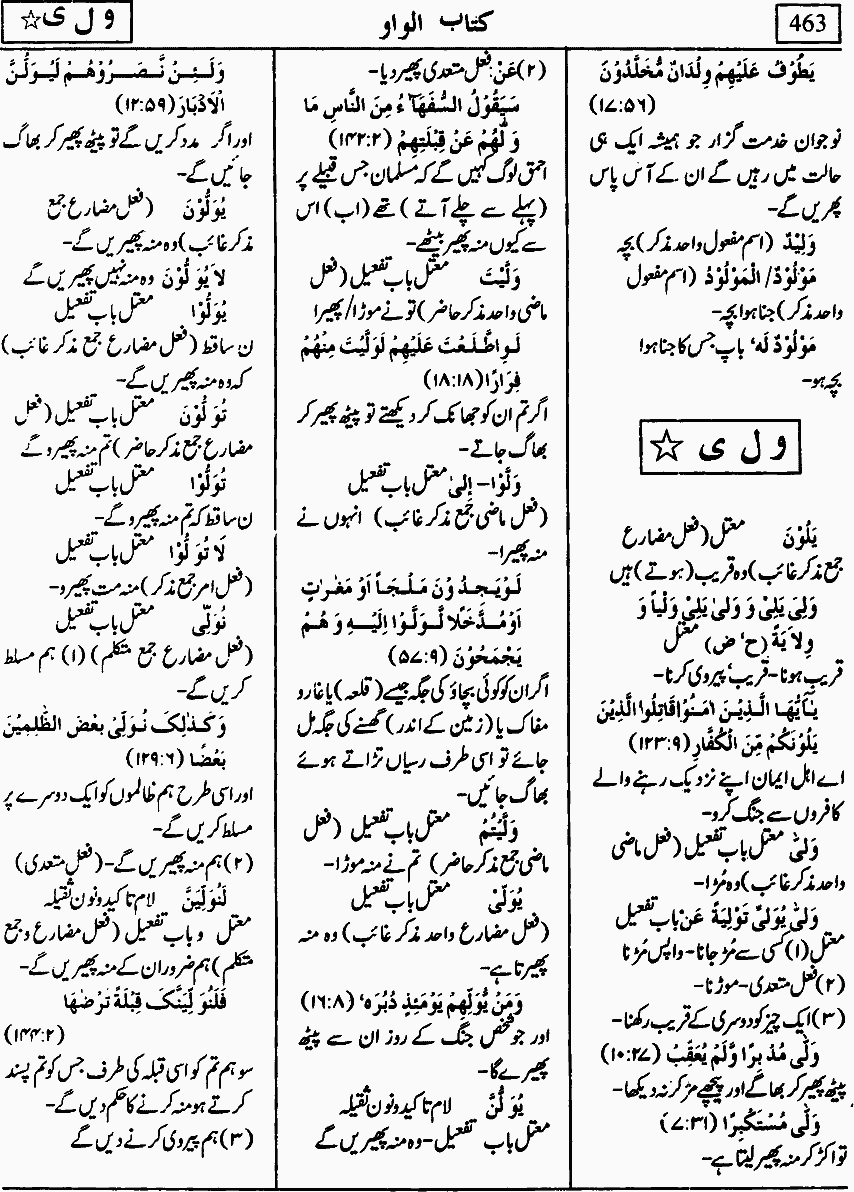 463
كتاب الواو
و ل ی☆
يَطُوْفُ عَلَيْهِمْ وِلْدَانٌ مُّخَلَّدُوْنَ
(۱۷:۵۶)
نوجوان خدمت گزار جو ہمیشہ ایک ہی
حالت میں رہیں گے ان کے آس پاس
پھریں گے-
وَلِيْدٌ (اسم مفعول واحد مذکر) بچہ
مَوْلُوْدٌ/ الْمَوْلُوْدُ (اسم مفعول
واحد مذکر) جنا ہوا بچہ-
مَوْلُوْدٌ لَهٗ باپ جس کا جنا ہوا
بچہ ہو-
و ل ی ☆
يَلُوْنَ معتل (فعل مضارع
جمع مذکر غائب) وہ قریب (ہوتے) ہیں
وَلِيَ يَلِيْ وَ وَلىٰ يَلِيْ وَلْيًا وَ
وِلَايَةً (ح‘ ض) معتل
قریب ہونا- قریب‘ پیروی کرنا-
يٰٓاَيُّهَا الَّذِيْنَ اٰمَنُوْا قَاتِلُوا الَّذِيْنَ
يَلُوْنَكُمْ مِّنَ الْكُفَّارِ (۱۲۳:۹)
اے اہل ایمان اپنے نزدیک رہنے والے
کافروں سے جنگ کرو-
وَلّٰى معتل باب تفعیل (فعل ماضی
واحد مذکر غائب) وہ مُڑا-
وَلّٰى يُوَلِّىْ تَوْلِيَةً عَنْ باب تفعیل
معتل (۱) کسی سے مُڑ جانا- واپس مُڑنا
(۲) فعل متعدی- موڑنا-
(۳) ایک چیز کو دوسری کے قریب رکھنا-
وَلّٰى مُدْبِرًا وَّلَمْ يُعَقِّبْ (۱۰:۲۷)
پیٹھ پھیر کر بھاگے اور پیچھے مڑ کر نہ دیکھا-
وَلّٰى مُسْتَكْبِرًا (۷:۳۱)
تو اکڑ کر منہ پھیر لیتا ہے-
(۲) عَنْ: فعل متعدی پھیر دیا-
سَيَقُوْلُ السُّفَهَآءُ مِنَ النَّاسِ مَا
وَلّٰهُمْ عَنْ قِبْلَتِهِمْ (۱۴۲:۲)
احمق لوگ کہیں گے کہ مسلمان جس قبیلے پر
(پہلے سے چلے آتے) تھے (اب) اس
سے کیوں منہ پھیر بیٹھے-
وَلَّيْتَ معتل باب تفعیل (فعل
ماضی واحد مذکر حاضر) تو نے موڑا/ پھیرا
لَوِ اطَّلَعْتَ عَلَيْهِمْ لَوَلَّيْتَ مِنْهُمْ
فِرَارًا (۱۸:۱۸)
اگر تم ان کو جھانک کر دیکھتے تو پیٹھ پھیر کر
بھاگ جاتے-
وَلَّوْا- اِلىٰ معتل باب تفعیل
(فعل ماضی جمع مذکر غائب) انہوں نے
منہ پھیرا-
لَوْ يَجِدُوْنَ مَلْجَاً اَوْ مَغٰرٰتٍ
اَوْ مُدَّخَلًا لَّوَلَّوْا اِلَيْهِ وَ هُمْ
يَجْمَحُوْنَ (۵۷:۹)
اگر ان کو کوئی بچاؤ کی جگہ جیسے (قلعہ) یا غار و
مغاک یا (زمین کے اندر) گھسنے کی جگہ مل
جائے تو اسی طرف رسیاں تڑاتے ہوئے
بھاگ جائیں-
وَلَّيْتُمْ معتل باب تفعیل (فعل
ماضی جمع مذکر حاضر) تم نے منہ موڑا-
يُوَلِّىْ معتل باب تفعیل
(فعل مضارع واحد مذکر غائب) وہ منہ
پھیرتا ہے-
وَمَنْ يُّوَلِّهِمْ يَوْمَئِذٍ دُبُرَهٗ (۱۶:۸)
اور جو شخص جنگ کے روز ان سے پیٹھ
پھیرے گا-
يُوَلُّنَّ لام تاکید و نون ثقیلہ
معتل باب تفعیل- وہ منہ پھیریں گے
وَلَئِنْ نَّصَرُوْهُمْ لَيُوَلُّنَّ
الْاَدْبَارَ (۱۲:۵۹)
اور اگر مدد کریں گے تو پیٹھ پھیر کر بھاگ
جائیں گے-
يُوَلُّوْنَ (فعل مضارع جمع
مذکر غائب) وہ منہ پھیریں گے-
لَا يُوَلُّوْنَ وہ منہ نہیں پھیریں گے
يُوَلُّوْا معتل باب تفعیل
ن ساقط (فعل مضارع جمع مذکر غائب)
کہ وہ منہ پھیریں گے-
تُوَلُّوْنَ معتل باب تفعیل (فعل
مضارع جمع مذکر حاضر) تم منہ پھیرو گے
تُوَلُّوْا معتل باب تفعیل
ن ساقط کہ تم منہ پھیرو گے-
لَا تُوَلُّوْا معتل باب تفعیل
(فعل امر جمع مذکر) منہ مت پھیرو-
نُوَلِّى معتل باب تفعیل
(فعل مضارع جمع متکلم) (۱) ہم مسلط
کریں گے-
وَكَذٰلِكَ نُوَلِّىْ بَعْضَ الظّٰلِمِيْنَ
بَعْضًا (۱۲۹:۶)
اور اسی طرح ہم ظالموں کو ایک دوسرے پر
مسلط کریں گے-
(۲) ہم منہ پھیریں گے- (فعل متعدی)
لَنُوَلِّيَنَّ لام تاکید و نون ثقیلہ
معتل و باب تفعیل (فعل مضارع و جمع
متکلم) ہم ضرور ان کے منہ پھیریں گے-
فَلَنُوَلِّيَنَّكَ قِبْلَةً تَرْضٰهَا
(۱۴۴:۲)
سو ہم تم کو اسی قبلہ کی طرف جس کو تم پسند
کرتے ہو منہ کرنے کا حکم دیں گے-
(۳) ہم پیروی کرنے دیں گے